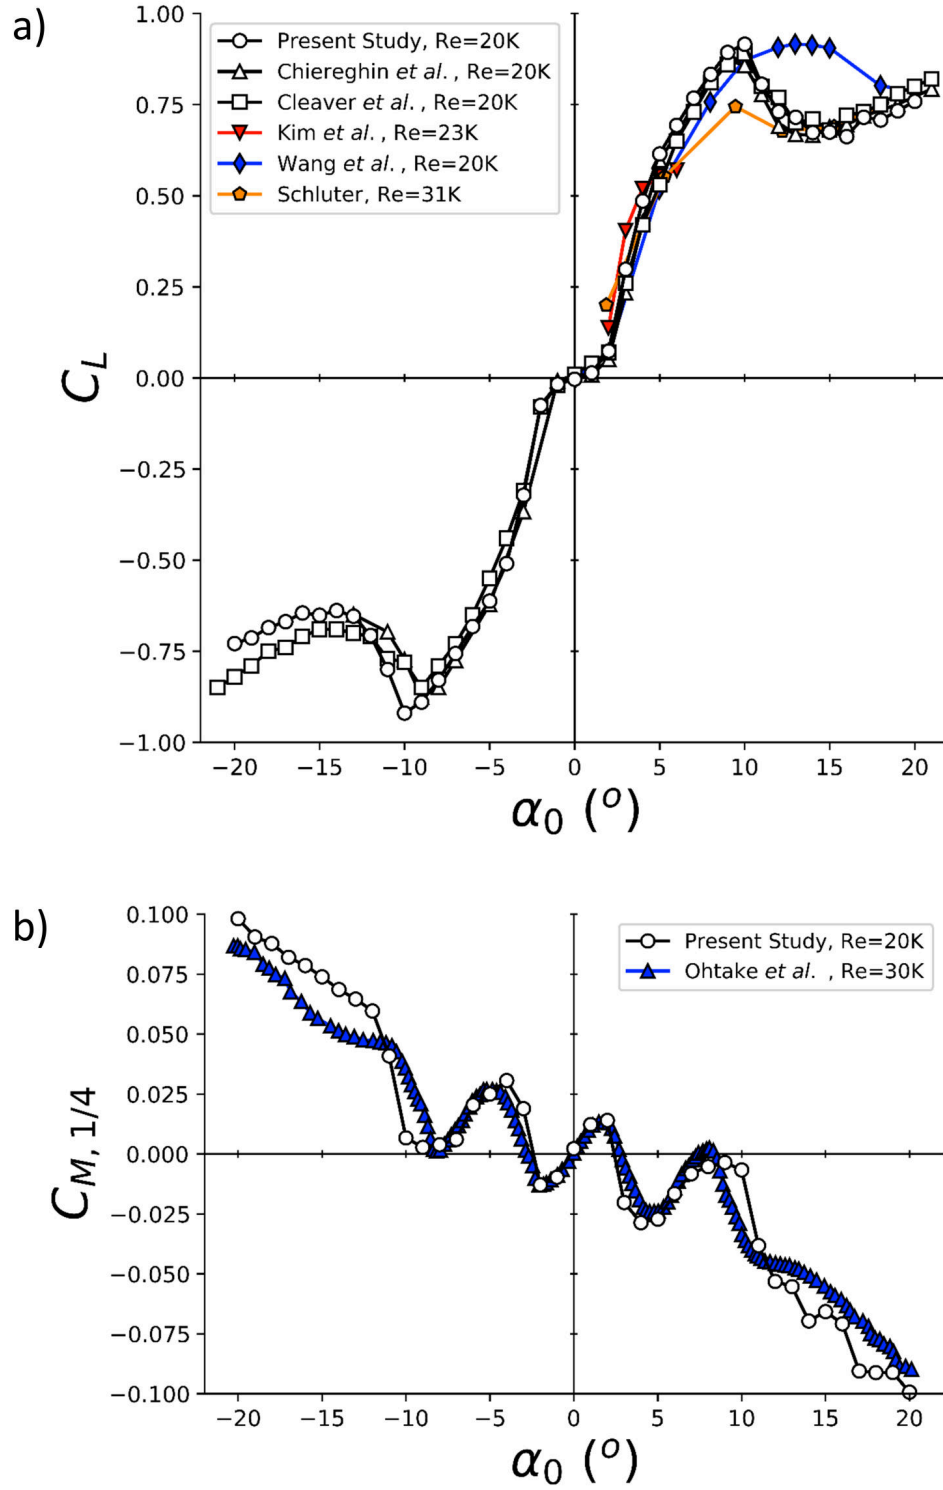 a)
1.00
0.75
0.50
0.25
0.00
−0.25
−0.50
−0.75
−1.00
C_L
Present Study, Re=20K
Chiereghin et al. , Re=20K
Cleaver et al. , Re=20K
Kim et al. , Re=23K
Wang et al. , Re=20K
Schluter, Re=31K
−20 −15 −10 −5 0 5 10 15 20
α_0 (^o)
b)
0.100
0.075
0.050
0.025
0.000
−0.025
−0.050
−0.075
−0.100
C_{M, 1/4}
Present Study, Re=20K
Ohtake et al. , Re=30K
−20 −15 −10 −5 0 5 10 15 20
α_0 (^o)